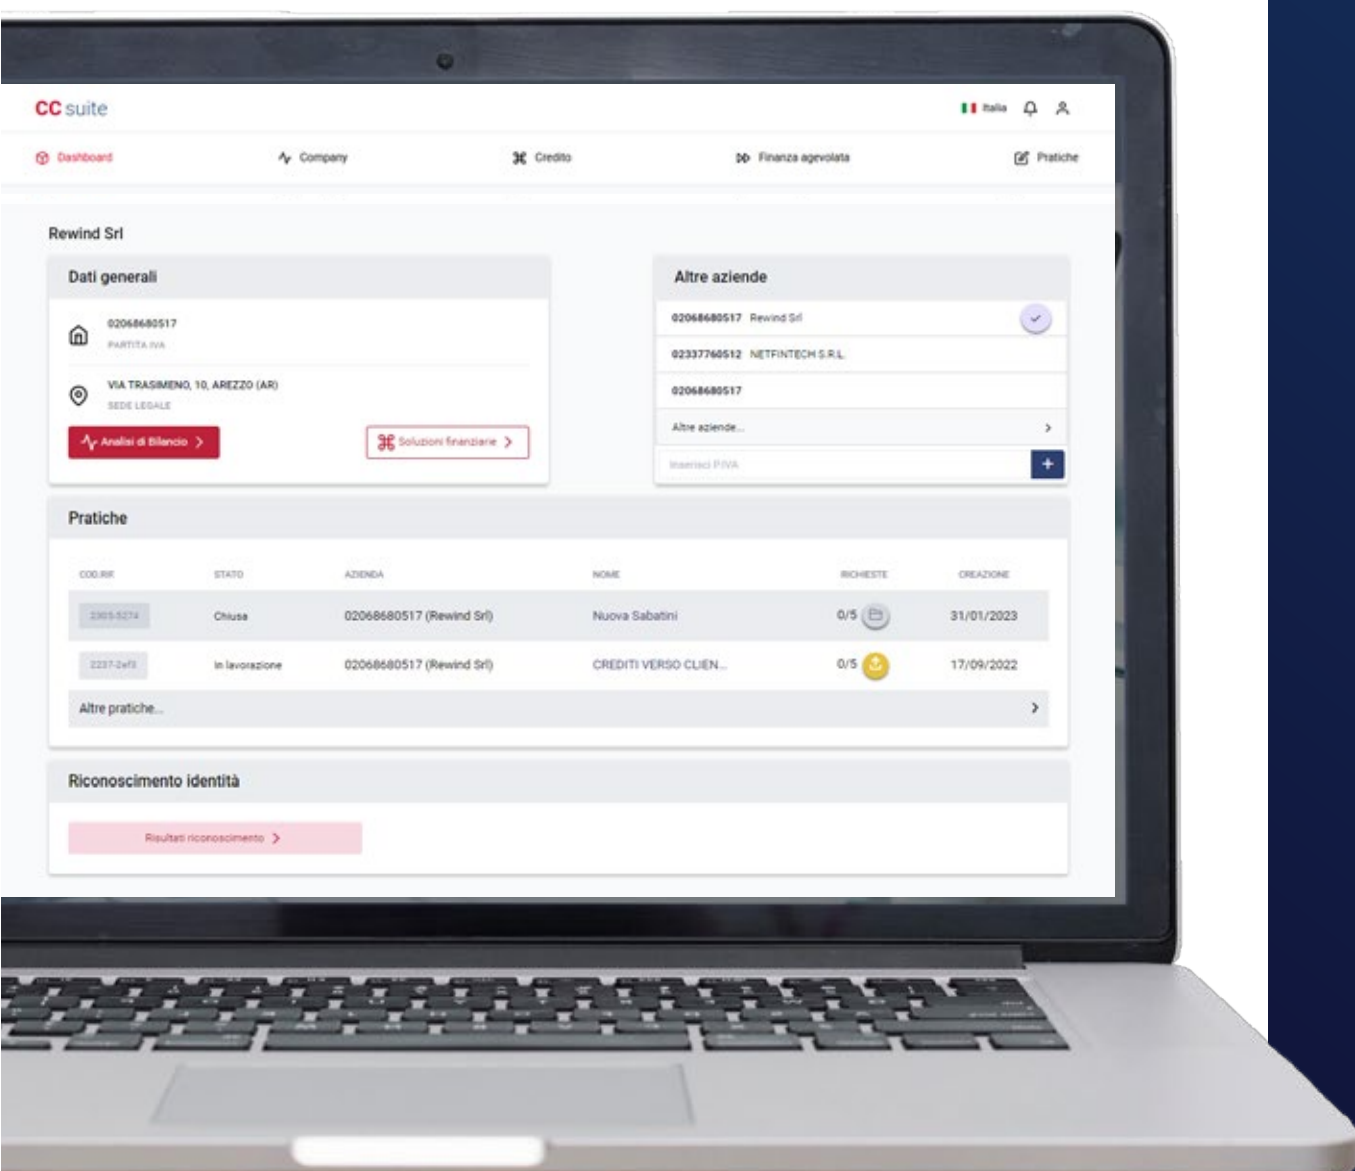 CC suite
Italia
Dashboard
Company
Credito
Finanza agevolata
Pratiche
Rewind Srl
Dati generali
02068680517
PARTITA IVA
VIA TRASIMENO, 10, AREZZO (AR)
SEDE LEGALE
Analisi di Bilancio
Soluzioni finanziarie
Altre aziende
02068680517 Rewind Srl
02337760512 NETFINTECH S.R.L.
02068680517
Altre aziende...
Inserisci P.IVA
Pratiche
COD.RIF. STATO AZIENDA NOME RICHIESTE CREAZIONE
2303-5274 Chiusa 02068680517 (Rewind Srl) Nuova Sabatini 0/5 31/01/2023
2237-2ef3 In lavorazione 02068680517 (Rewind Srl) CREDITI VERSO CLIEN... 0/5 17/09/2022
Altre pratiche...
Riconoscimento identità
Risultati riconoscimento